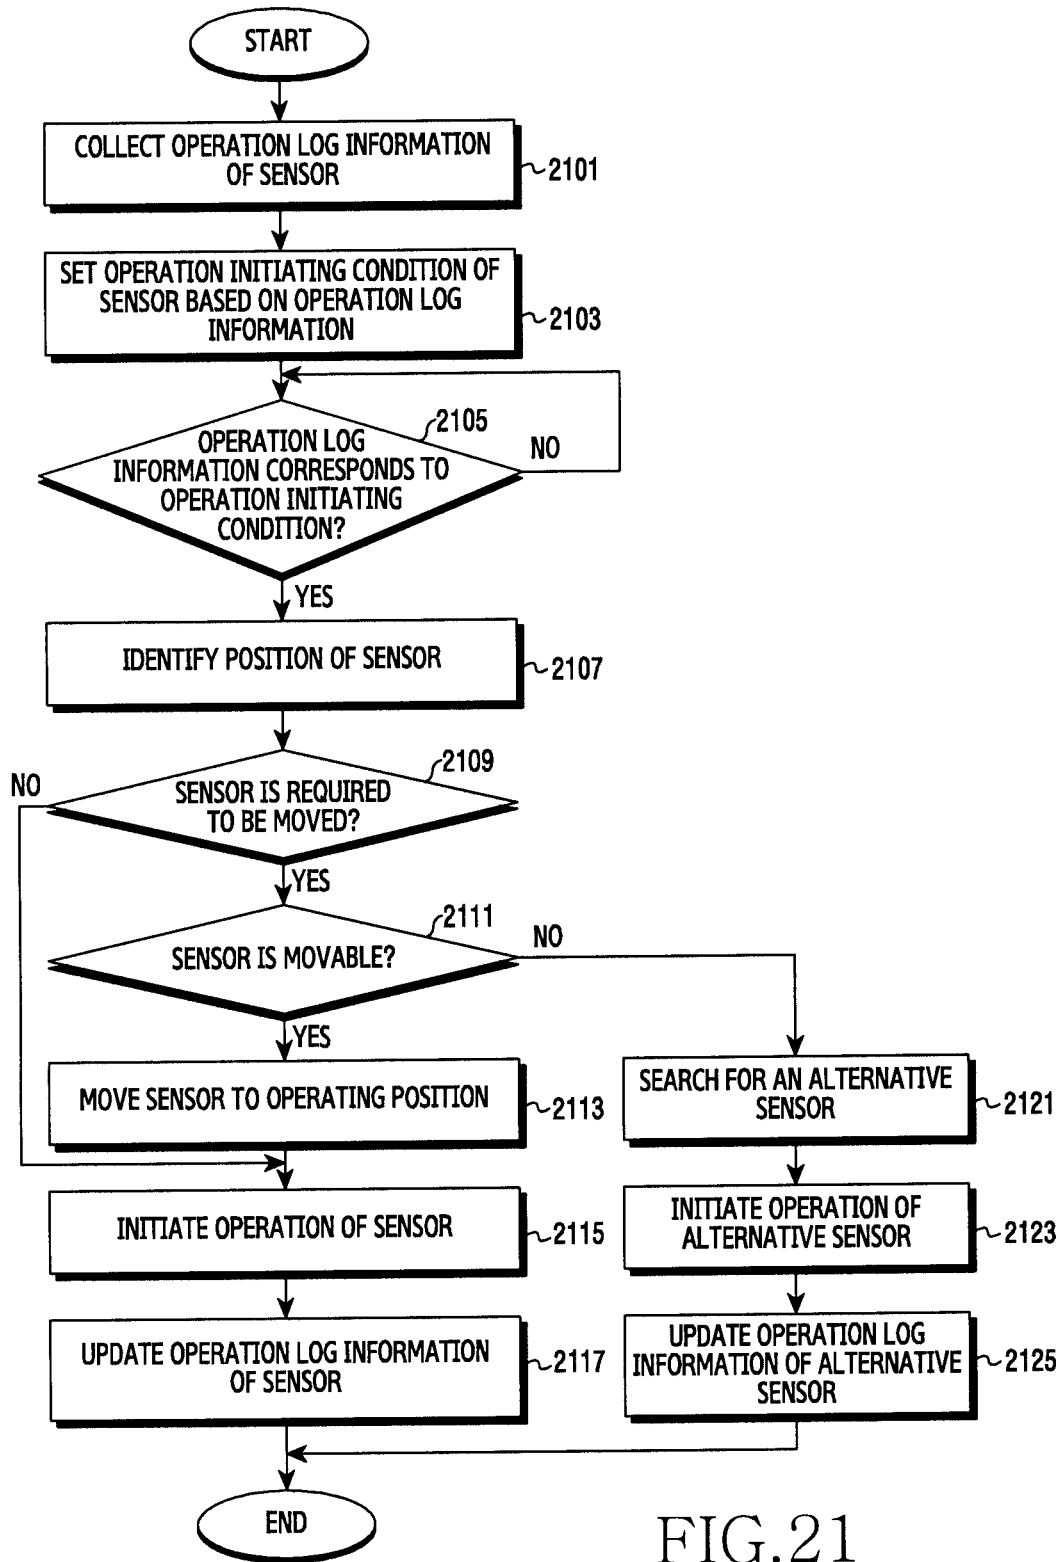 START
COLLECT OPERATION LOG INFORMATION
OF SENSOR
2101
SET OPERATION INITIATING CONDITION OF
SENSOR BASED ON OPERATION LOG
INFORMATION
2103
2105
OPERATION LOG
INFORMATION CORRESPONDS TO
OPERATION INITIATING
CONDITION?
NO
YES
IDENTIFY POSITION OF SENSOR
2107
2109
NO
SENSOR IS REQUIRED
TO BE MOVED?
YES
2111
SENSOR IS MOVABLE?
NO
YES
MOVE SENSOR TO OPERATING POSITION
2113
SEARCH FOR AN ALTERNATIVE
SENSOR
2121
INITIATE OPERATION OF SENSOR
2115
INITIATE OPERATION OF
ALTERNATIVE SENSOR
2123
UPDATE OPERATION LOG INFORMATION
OF SENSOR
2117
UPDATE OPERATION LOG
INFORMATION OF ALTERNATIVE
SENSOR
2125
END
FIG.21